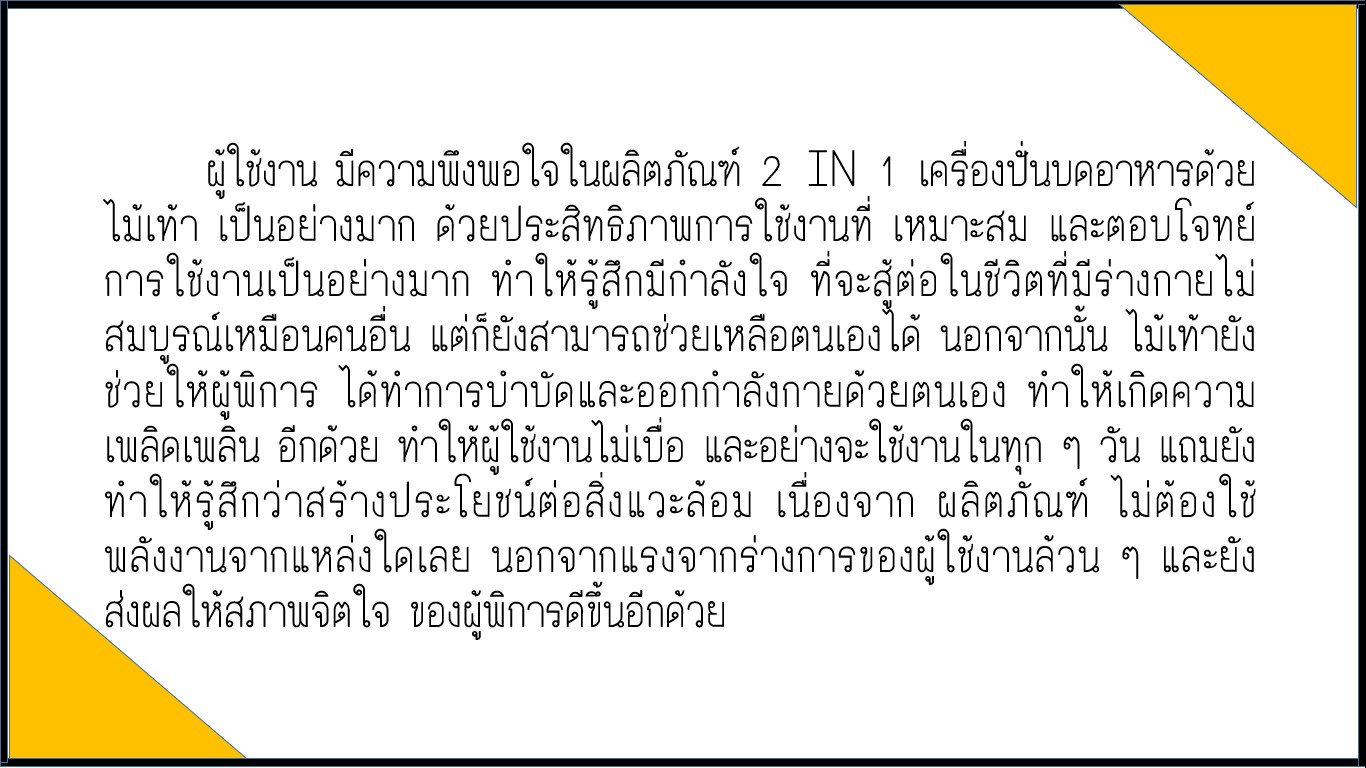 ผู้ใช้งาน มีความพึงพอใจในผลิตภัณฑ์ 2 IN 1 เครื่องปั่นบดอาหารด้วย
ไม้เท้า เป็นอย่างมาก ด้วยประสิทธิภาพการใช้งานที่ เหมาะสม และตอบโจทย์
การใช้งานเป็นอย่างมาก ทำให้รู้สึกมีกำลังใจ ที่จะสู้ต่อในชีวิตที่มีร่างกายไม่
สมบูรณ์เหมือนคนอื่น แต่ก็ยังสามารถช่วยเหลือตนเองได้ นอกจากนั้น ไม้เท้ายัง
ช่วยให้ผู้พิการ ได้ทำการบำบัดและออกกำลังกายด้วยตนเอง ทำให้เกิดความ
เพลิดเพลิน อีกด้วย ทำให้ผู้ใช้งานไม่เบื่อ และอย่างจะใช้งานในทุก ๆ วัน แถมยัง
ทำให้รู้สึกว่าสร้างประโยชน์ต่อสิ่งแวะล้อม เนื่องจาก ผลิตภัณฑ์ ไม่ต้องใช้
พลังงานจากแหล่งใดเลย นอกจากแรงจากร่างการของผู้ใช้งานล้วน ๆ และยัง
ส่งผลให้สภาพจิตใจ ของผู้พิการดีขึ้นอีกด้วย